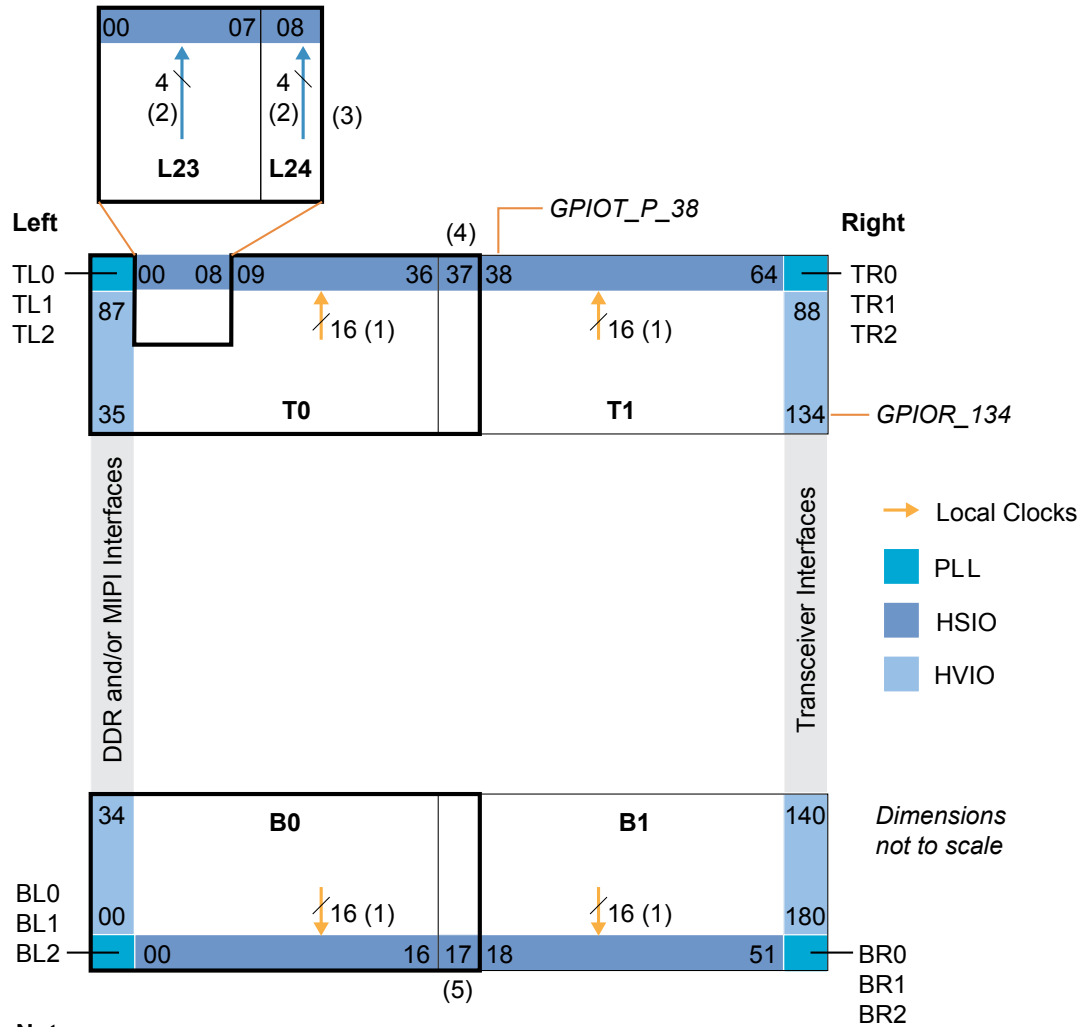 00 07 08
4 4
(2) (2) (3)
L23 L24
Left GPIOT_P_38 Right
(4)
TL0 00 08 09 36 37 38 64 TR0
TL1 87 88 TR1
TL2 16 (1) 16 (1) TR2
35 T0 T1 134 GPIOR_134
DDR and/or MIPI Interfaces
Transceiver Interfaces
Local Clocks
PLL
HSIO
HVIO
34 B0 B1 140 Dimensions
not to scale
BL0
BL1 00 16 (1) 16 (1) 180
BL2 00 16 17 18 51 BR0
(5) BR1
BR2